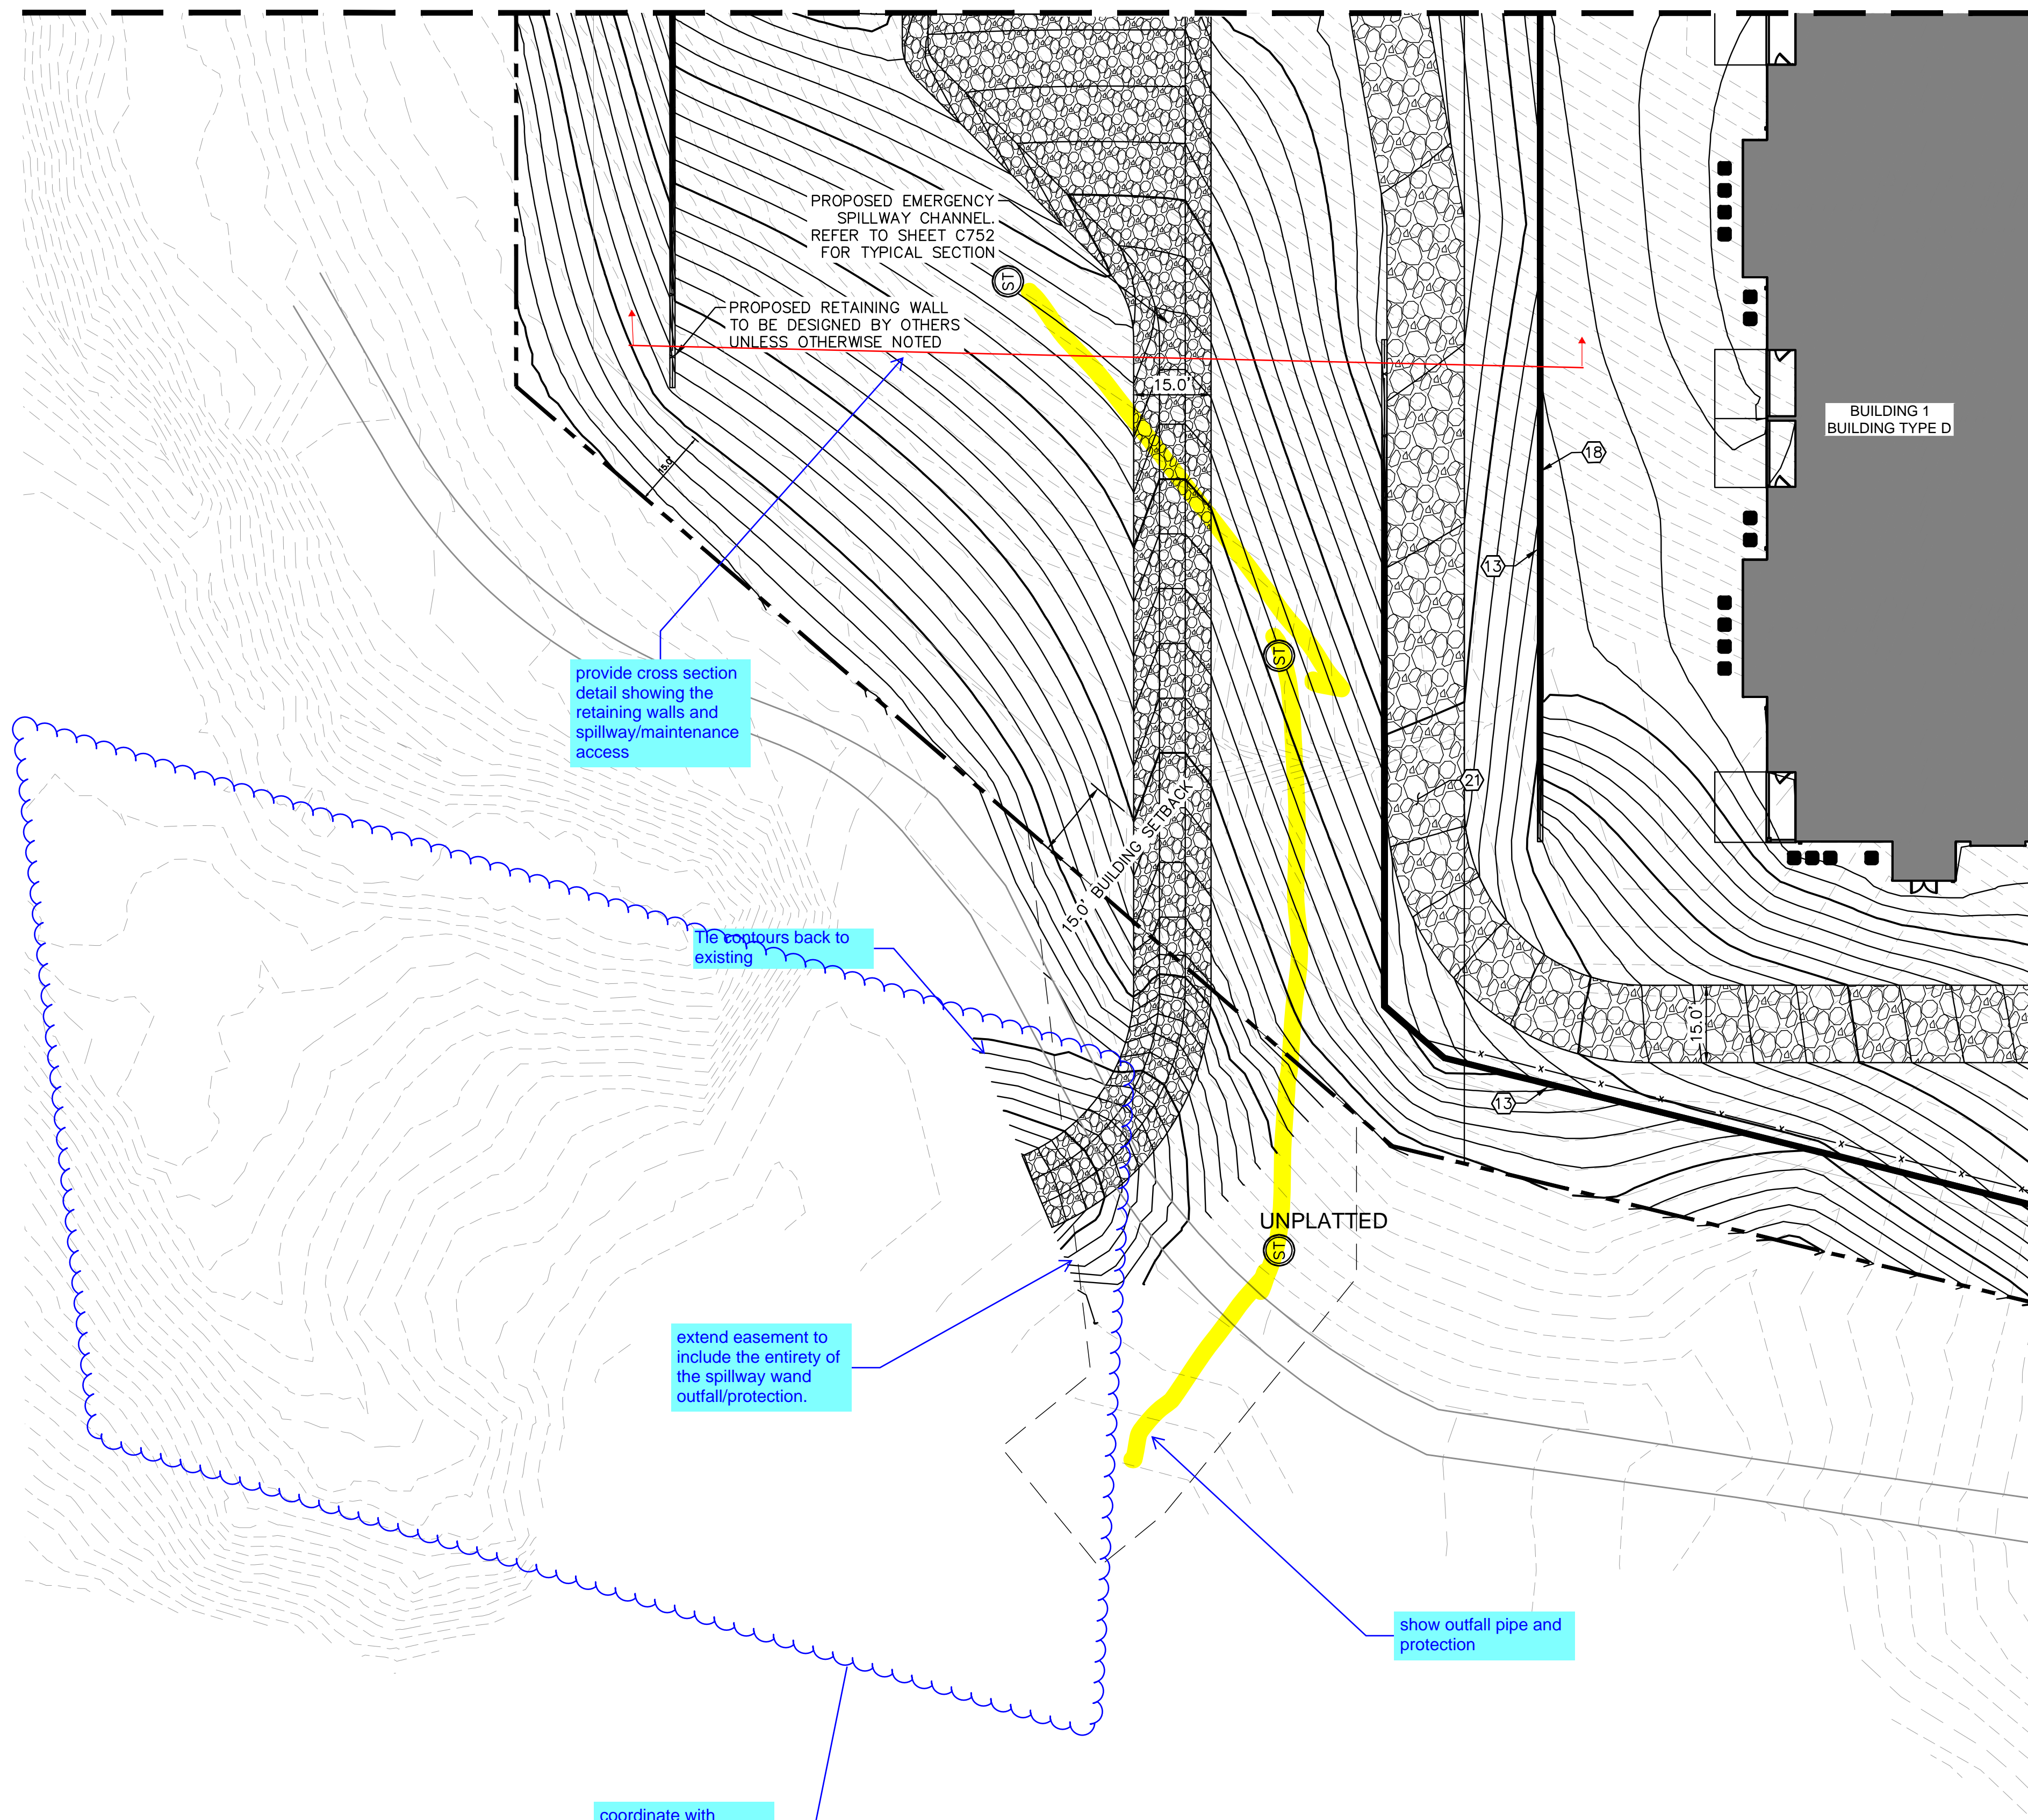 PROPOSED EMERGENCY
SPILLWAY CHANNEL.
REFER TO SHEET C752
FOR TYPICAL SECTION
ST
PROPOSED RETAINING WALL
TO BE DESIGNED BY OTHERS
UNLESS OTHERWISE NOTED
15.0'
BUILDING 1
BUILDING TYPE D
18
15.0'
13
ST
provide cross section
detail showing the
retaining walls and
spillway/maintenance
access
21
15.0' BUILDING SETBACK
Tie contours back to
existing
15.0'
x x x x x x x x x x
13
UNPLATTED
ST
extend easement to
include the entirety of
the spillway wand
outfall/protection.
show outfall pipe and
protection
coordinate with